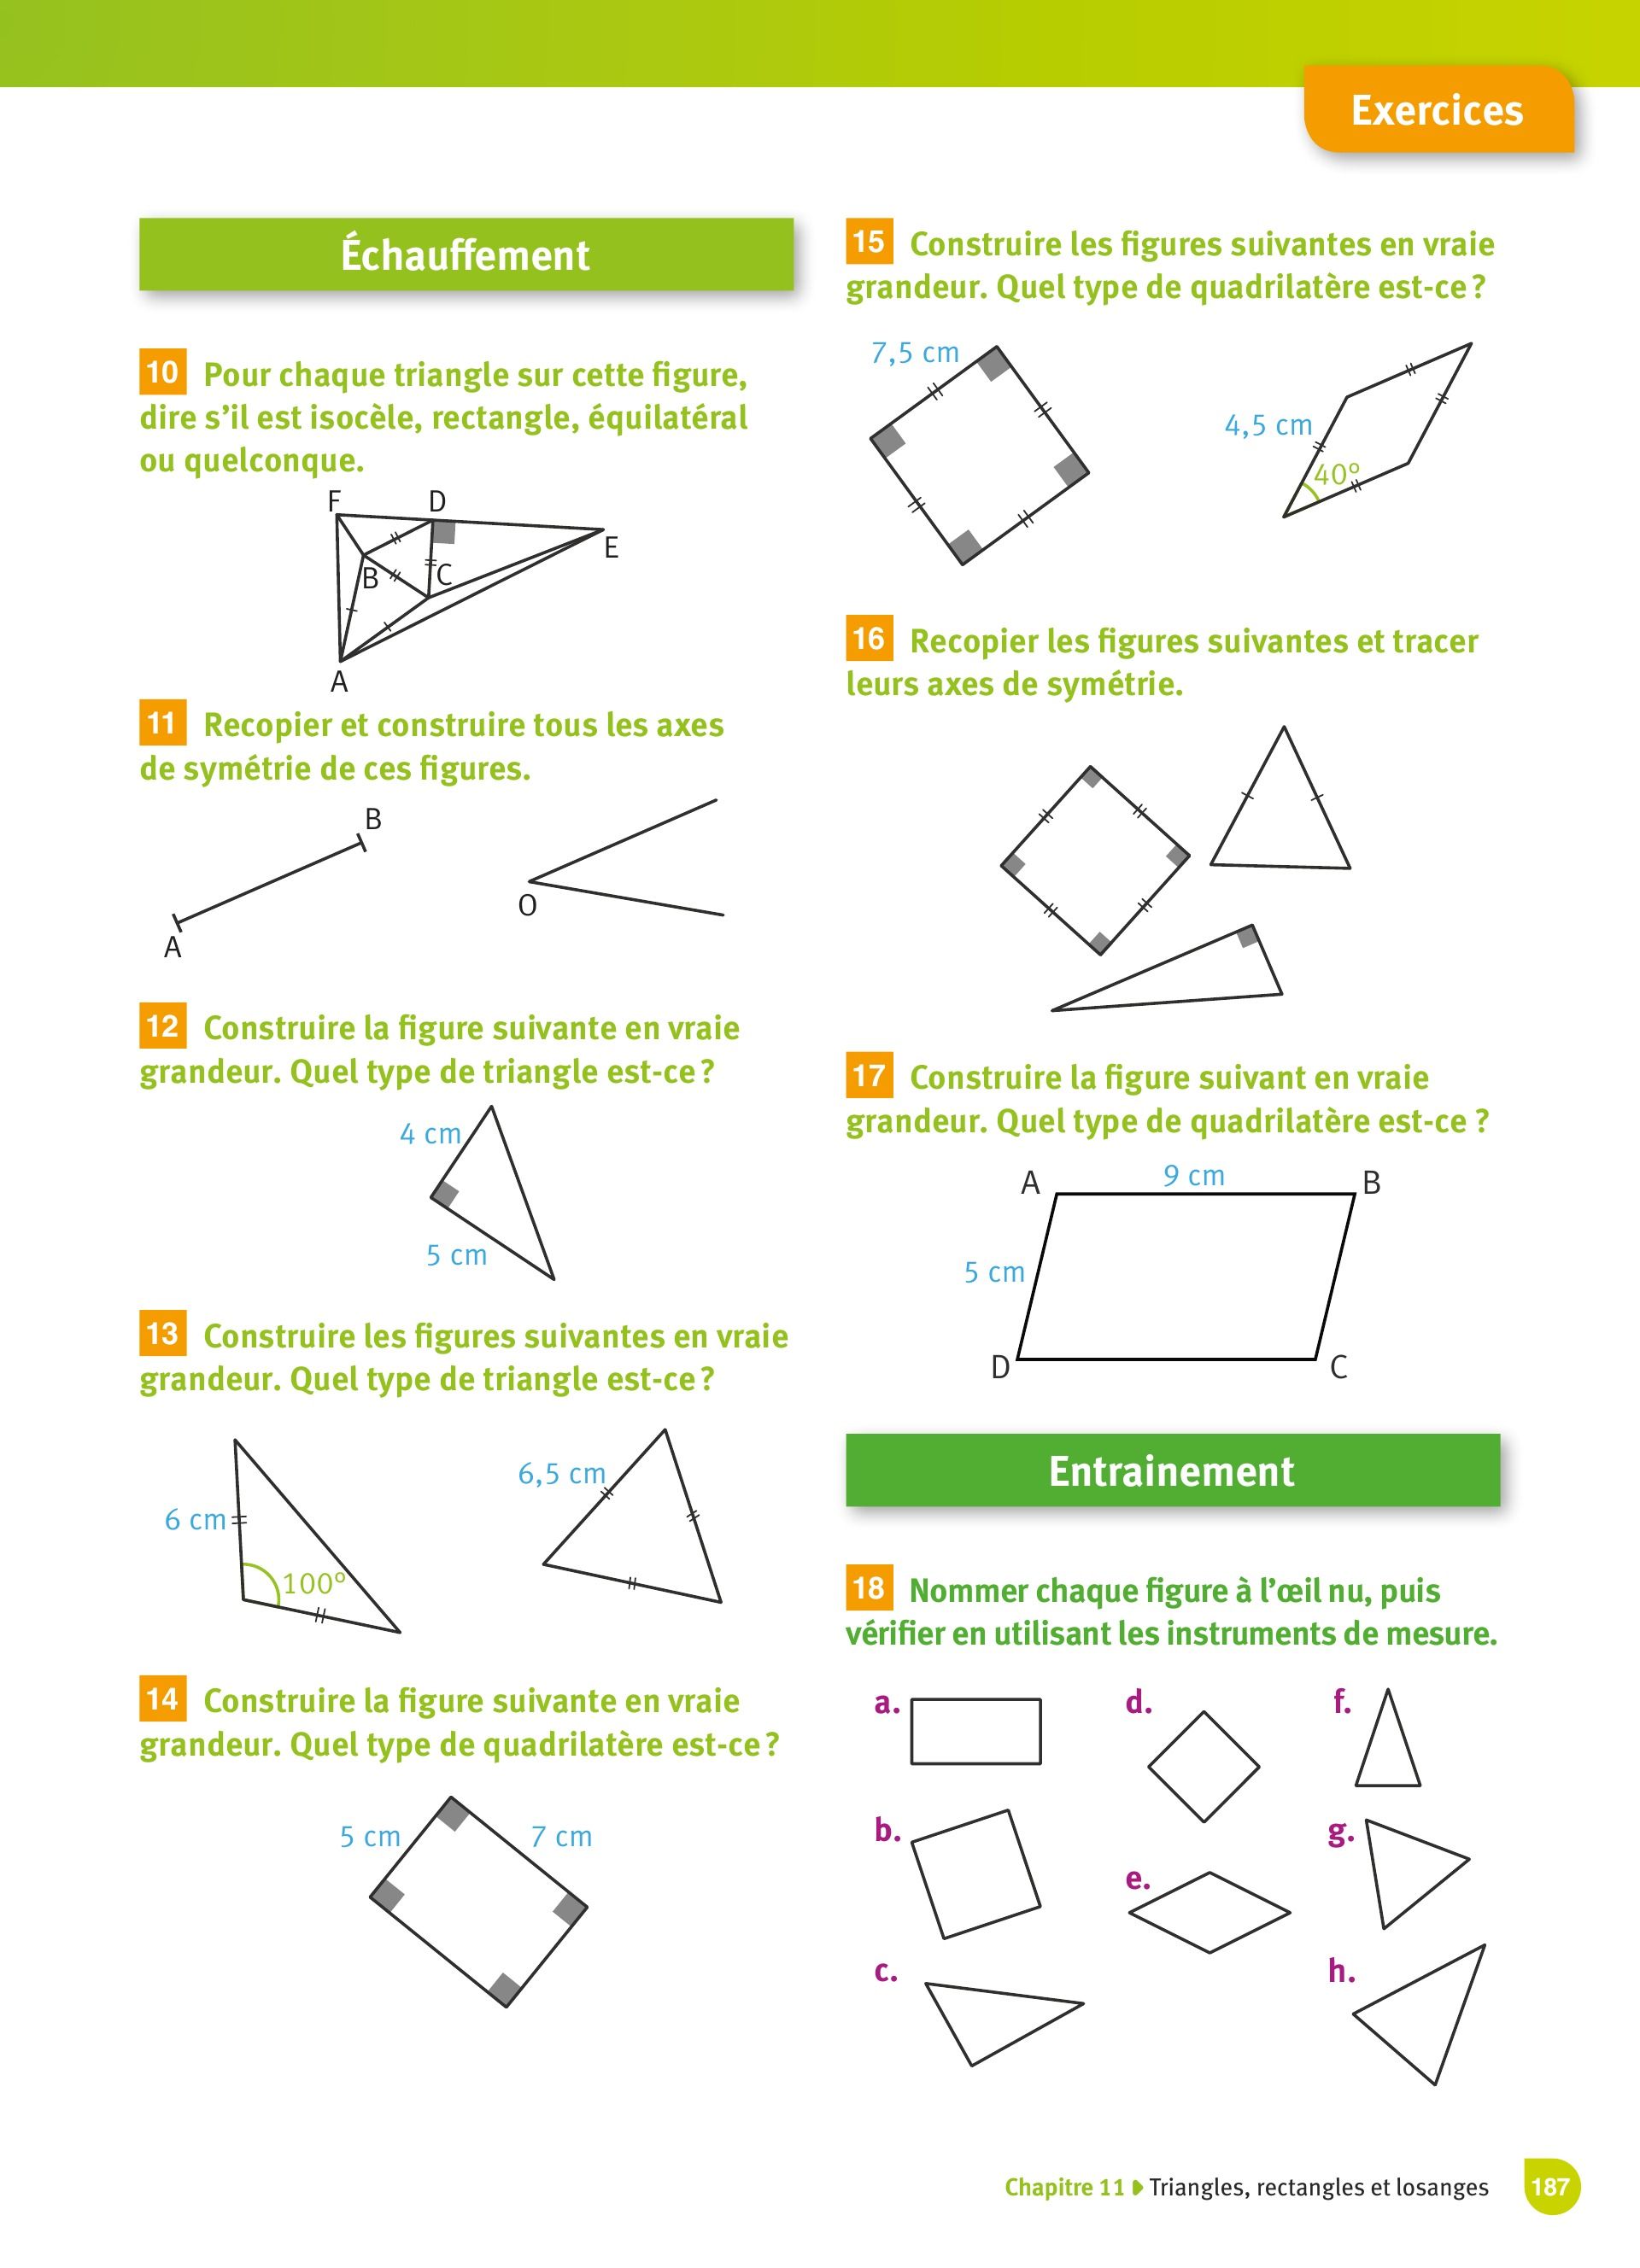 Exercices
Échauffement
10 Pour chaque triangle sur cette figure,
dire s’il est isocèle, rectangle, équilatéral
ou quelconque.
F D
E
B C
A
11 Recopier et construire tous les axes
de symétrie de ces figures.
B
O
A
12 Construire la figure suivante en vraie
grandeur. Quel type de triangle est-ce ?
4 cm
5 cm
13 Construire les figures suivantes en vraie
grandeur. Quel type de triangle est-ce ?
6,5 cm
6 cm
100°
14 Construire la figure suivante en vraie
grandeur. Quel type de quadrilatère est-ce ?
5 cm 7 cm
15 Construire les figures suivantes en vraie
grandeur. Quel type de quadrilatère est-ce ?
7,5 cm
4,5 cm
40°
16 Recopier les figures suivantes et tracer
leurs axes de symétrie.
17 Construire la figure suivant en vraie
grandeur. Quel type de quadrilatère est-ce ?
A 9 cm B
5 cm
D C
Entrainement
18 Nommer chaque figure à l’œil nu, puis
vérifier en utilisant les instruments de mesure.
a. d. f.
b. g.
e.
c. h.
Chapitre 11 Triangles, rectangles et losanges 187